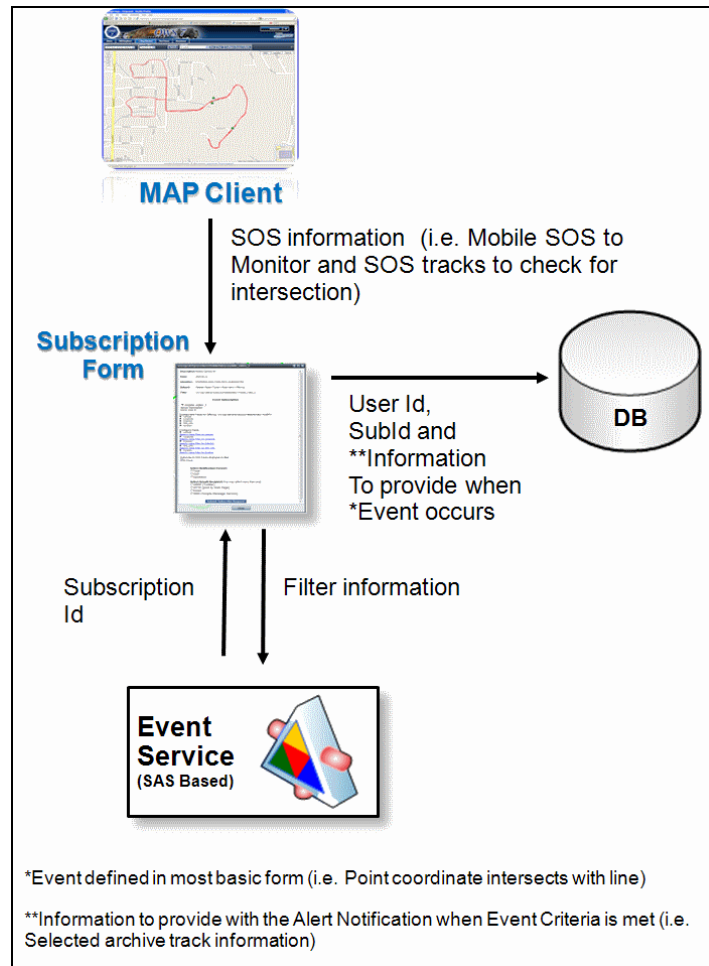 MAP Client
SOS information (i.e. Mobile SOS to
Monitor and SOS tracks to check for
intersection)
Subscription
Form
User Id,
SubId and
**Information
To provide when
*Event occurs
DB
Subscription
Id
Filter information
Event
Service
(SAS Based)
*Event defined in most basic form (i.e. Point coordinate intersects with line)
**Information to provide with the Alert Notification when Event Criteria is met (i.e.
Selected archive track information)